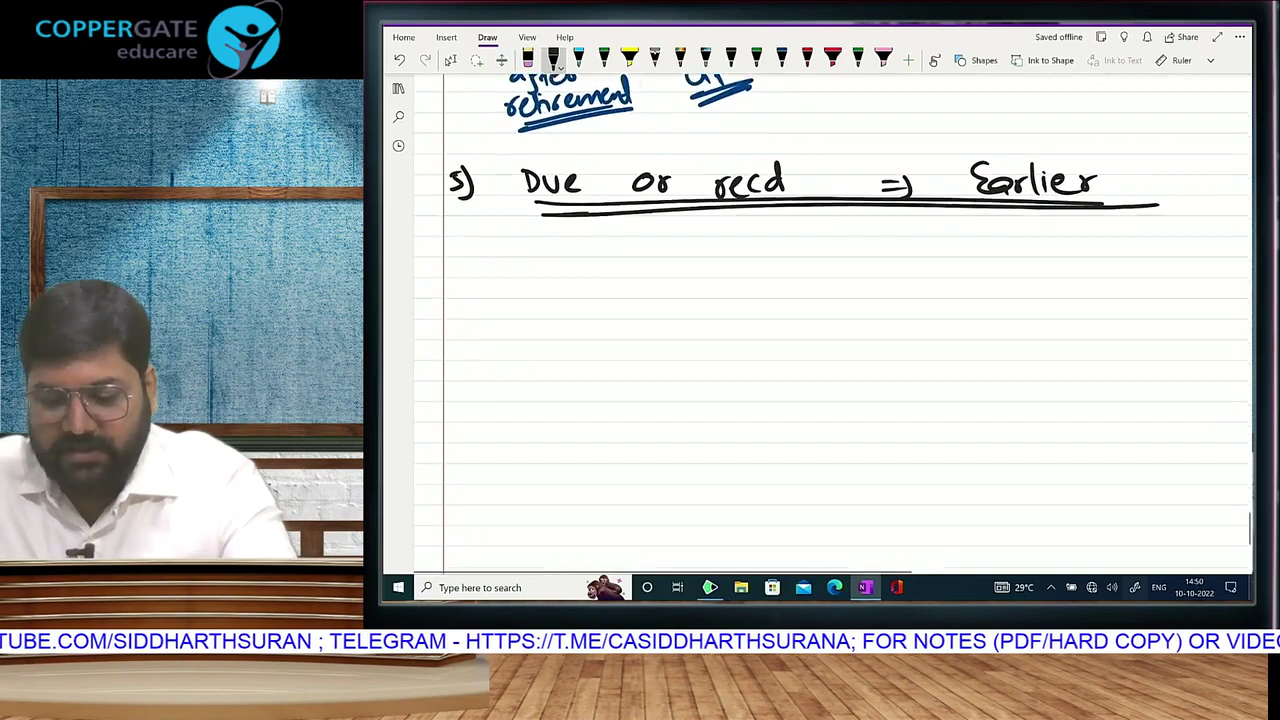 COPPERGATE
educare
Home Insert Draw View Help
Saved offline
Share
Shapes
Ink to Shape
Ink to Text
Ruler
after
retirement
5) Due or recd => Earlier
Type here to search
29°C
ENG
14:50
10-10-2022
TUBE.COM/SIDDHARTHSURAN ; TELEGRAM - HTTPS://T.ME/CASIDDHARTHSURANA; FOR NOTES (PDF/HARD COPY) OR VIDEO